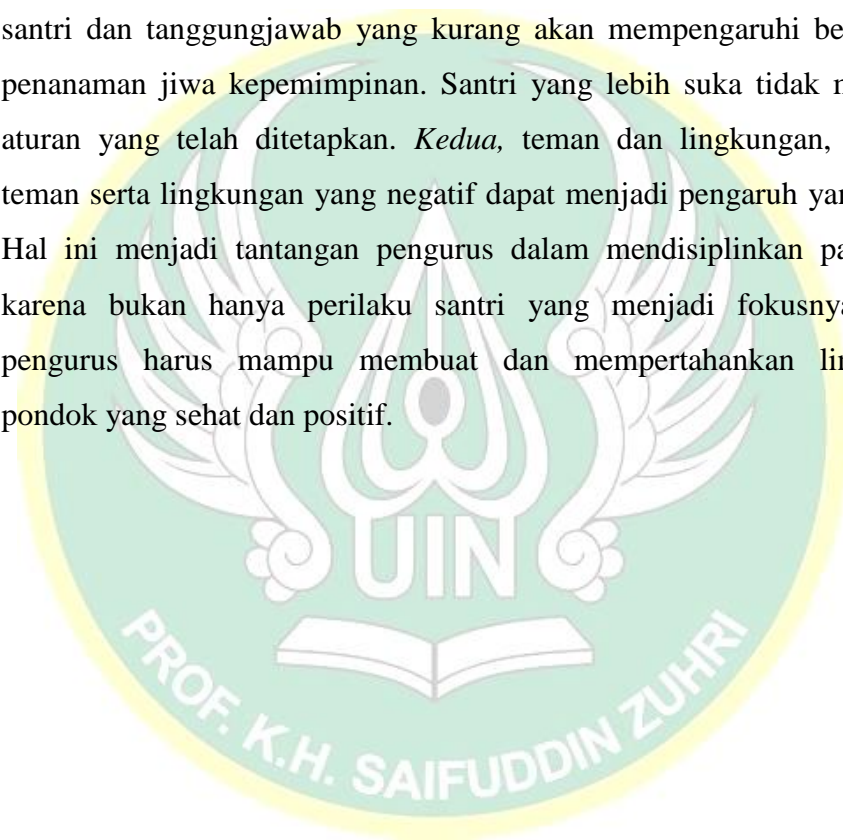 santri dan tanggungjawab yang kurang akan mempengaruhi be
penanaman jiwa kepemimpinan. Santri yang lebih suka tidak
aturan yang telah ditetapkan. Kedua, teman dan lingkungan,
teman serta lingkungan yang negatif dapat menjadi pengaruh
Hal ini menjadi tantangan pengurus dalam mendisiplinkan pa
karena bukan hanya perilaku santri yang menjadi fokusnya
pengurus harus mampu membuat dan mempertahankan
pondok yang sehat dan positif.
UIN
PROF. K.H. SAIFUDDIN ZUHRI